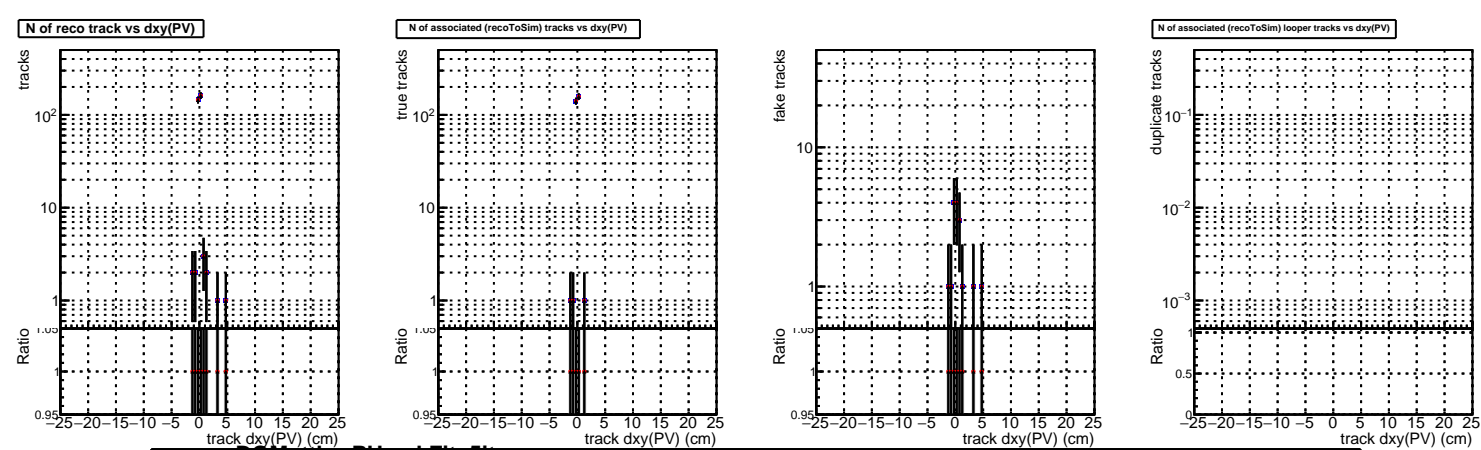 N of reco track vs dxy(PV)
N of associated (recoToSim) tracks vs dxy(PV)
N of associated (recoToSim) looper tracks vs dxy(PV)
tracks
10²
10
1
true tracks
10²
10
1
fake tracks
10
1
duplicate tracks
10⁻¹
10⁻²
10⁻³
Ratio
1.05
1
0.95
Ratio
1.05
1
0.95
Ratio
1.05
1
0.95
Ratio
1
0.5
0
−25 −20 −15 −10 −5 0 5 10 15 20 25
−25 −20 −15 −10 −5 0 5 10 15 20 25
−25 −20 −15 −10 −5 0 5 10 15 20 25
−25 −20 −15 −10 −5 0 5 10 15 20 25
track dxy(PV) (cm)
track dxy(PV) (cm)
track dxy(PV) (cm)
track dxy(PV) (cm)